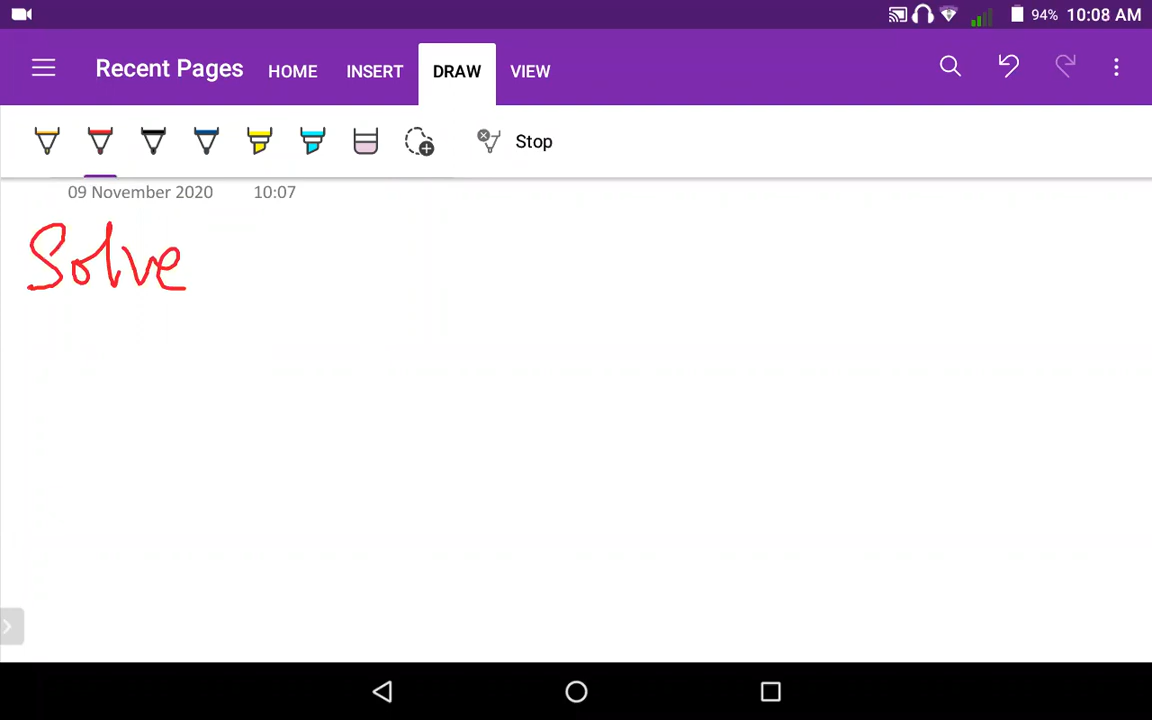 94% 10:08 AM
Recent Pages HOME INSERT DRAW VIEW
Stop
09 November 2020 10:07
Solve